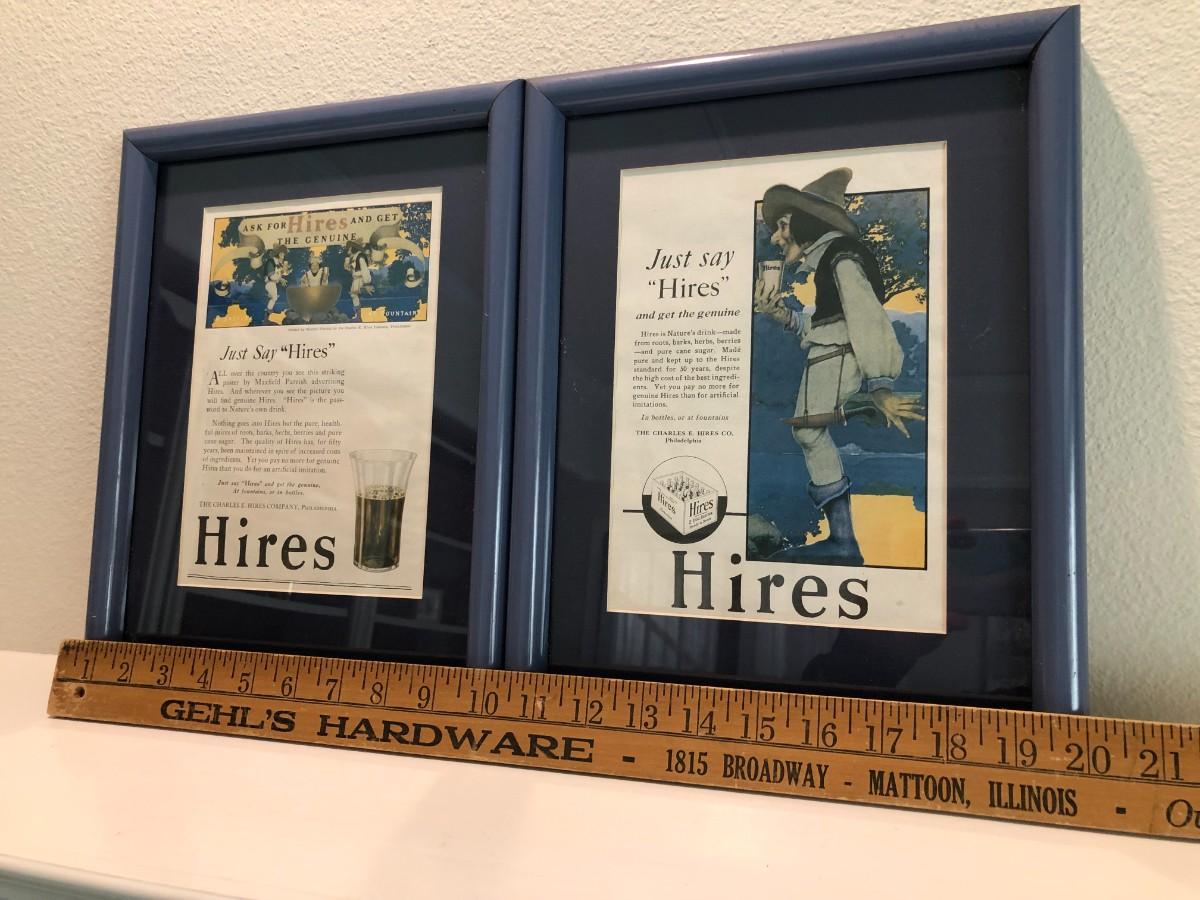 ASK FOR Hires AND GET
THE GENUINE
Just Say "Hires"
ALL over the country you see this striking
poster by Maxfield Parrish advertising
Hires. And wherever you see the picture you
will find genuine Hires. "Hires" is the pass-
word to Nature's own drink.
Nothing goes into Hires but the pure, health-
ful juices of roots, barks, herbs, berries and pure
cane sugar. The quality of Hires has, for fifty
years, been maintained in spite of increased costs
of ingredients. Yet you pay no more for genuine
Hires than you do for an artificial imitation.
Just say "Hires" and get the genuine.
At fountains, or in bottles.
THE CHARLES E. HIRES COMPANY, PHILADELPHIA
Hires
Just say
"Hires"
and get the genuine
Hires is Nature's drink—made
from roots, barks, herbs, berries
—and pure cane sugar. Made
pure and kept up to the Hires
standard for 50 years, despite
the high cost of the best ingredi-
ents. Yet you pay no more for
genuine Hires than for artificial
imitations.
In bottles, or at fountains
THE CHARLES E. HIRES CO.
Philadelphia
Hires
Hires
Hires
Hires
1 2 3 4 5 6 7 8 9 10 11 12 13 14 15 16 17 18 19 20 21
GEHL'S HARDWARE - 1815 BROADWAY - MATTOON, ILLINOIS -